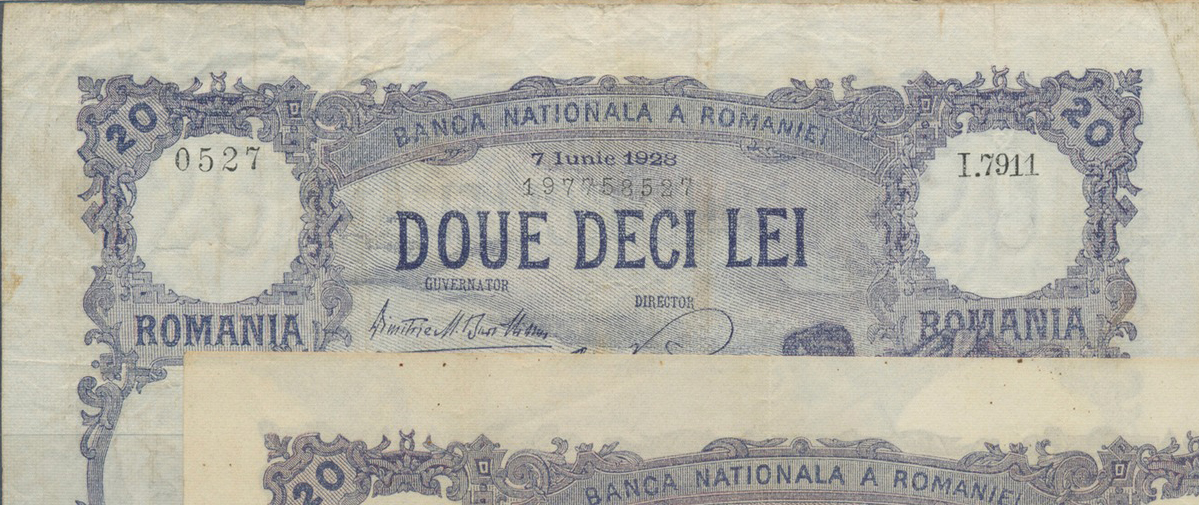 BANCA NATIONALA A ROMANIEI
20
20
0527
7 Iunie 1928
I.7911
197758527
DOUE DECI LEI
GUVERNATOR
DIRECTOR
ROMANIA
ROMANIA
20
BANCA NATIONALA A ROMANIEI